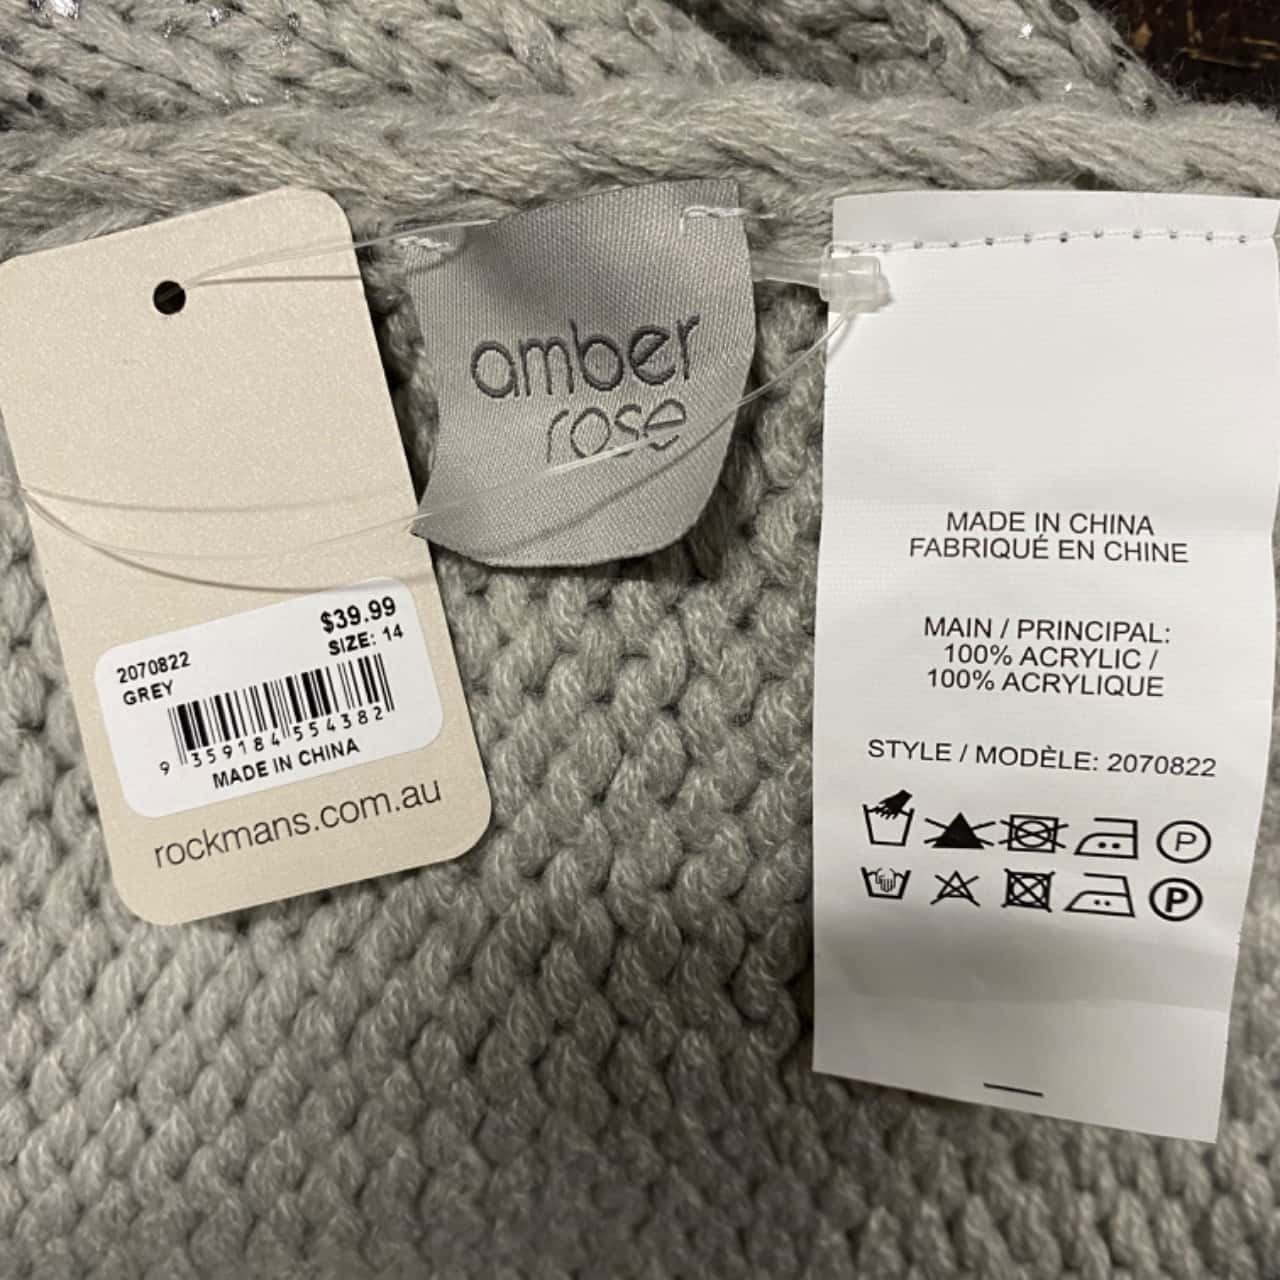 $39.99
SIZE: 14
2070822
GREY
9 359184 554382
MADE IN CHINA
rockmans.com.au
amber
rose
MADE IN CHINA
FABRIQUÉ EN CHINE
MAIN / PRINCIPAL:
100% ACRYLIC /
100% ACRYLIQUE
STYLE / MODÈLE: 2070822
P
P